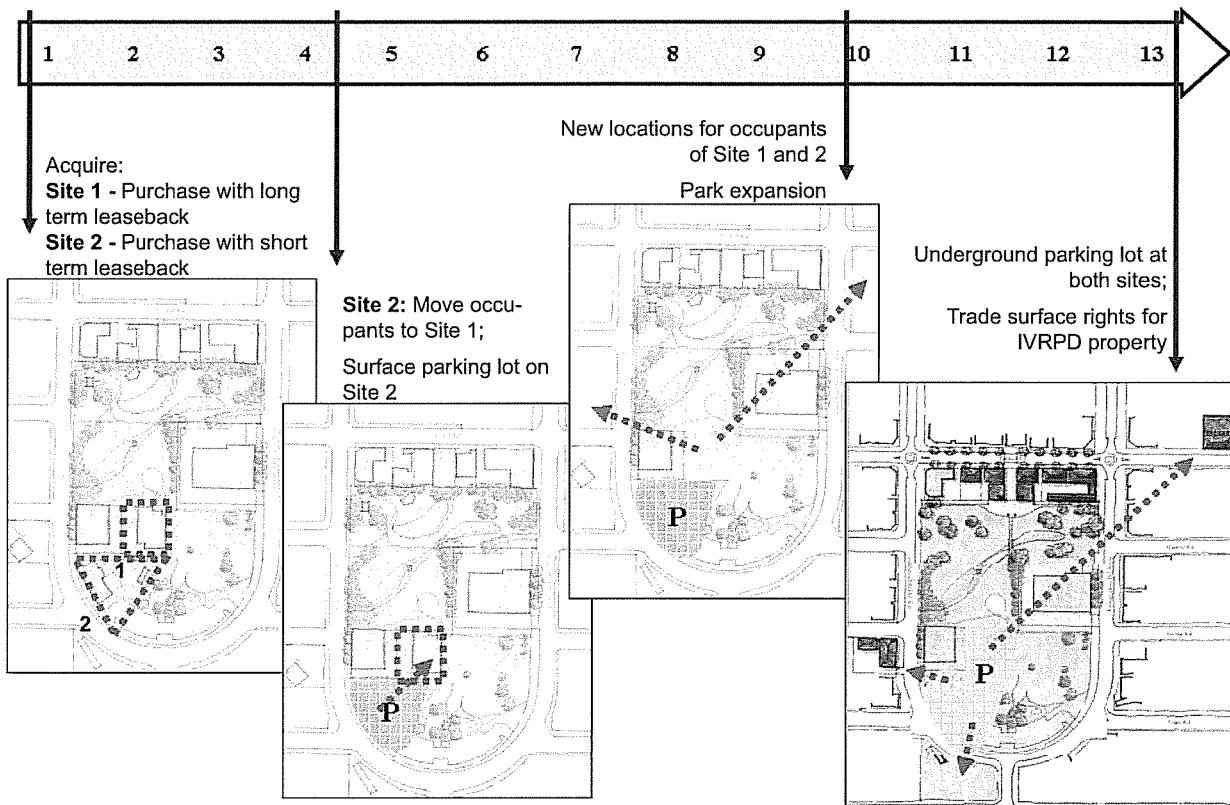 1 2 3 4 5 6 7 8 9 10 11 12 13
Acquire:
Site 1 - Purchase with long
term leaseback
Site 2 - Purchase with short
term leaseback
1
2
Site 2: Move occu-
pants to Site 1;
Surface parking lot on
Site 2
P
New locations for occupants
of Site 1 and 2
Park expansion
P
Underground parking lot at
both sites;
Trade surface rights for
IVRPD property
P